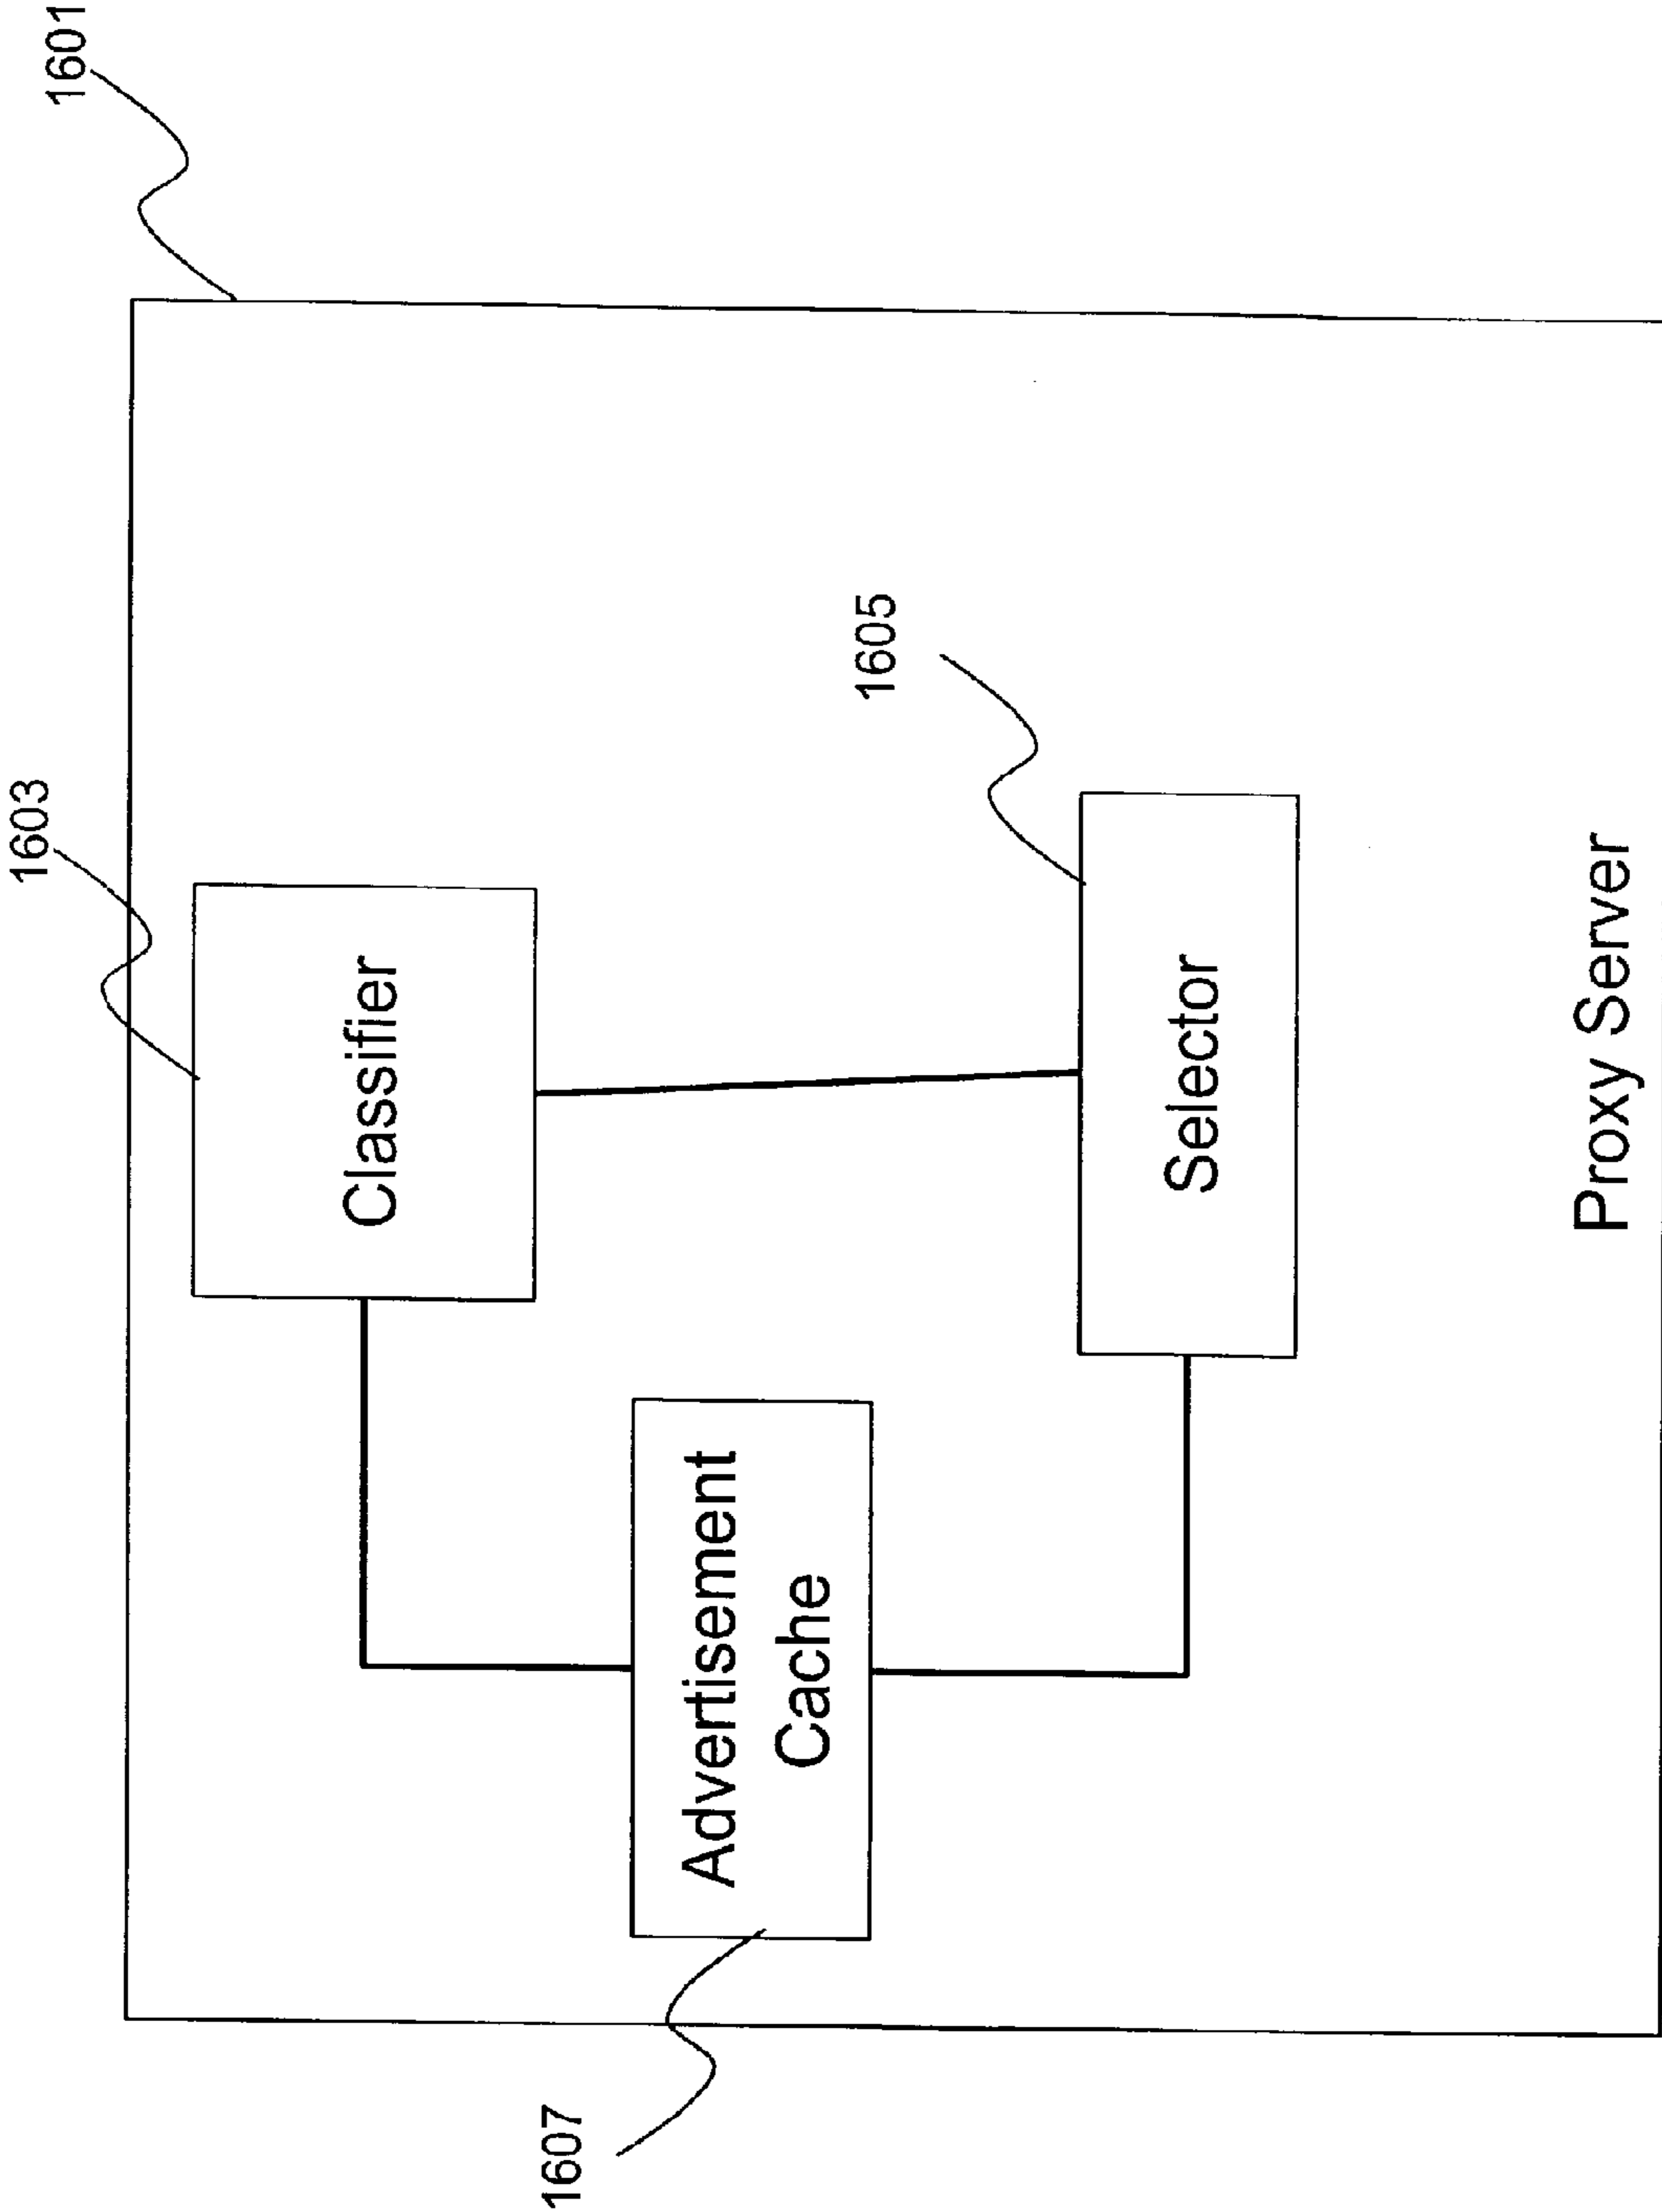 1601
1603
Classifier
1605
Advertisement
Cache
Selector
1607
Proxy Server